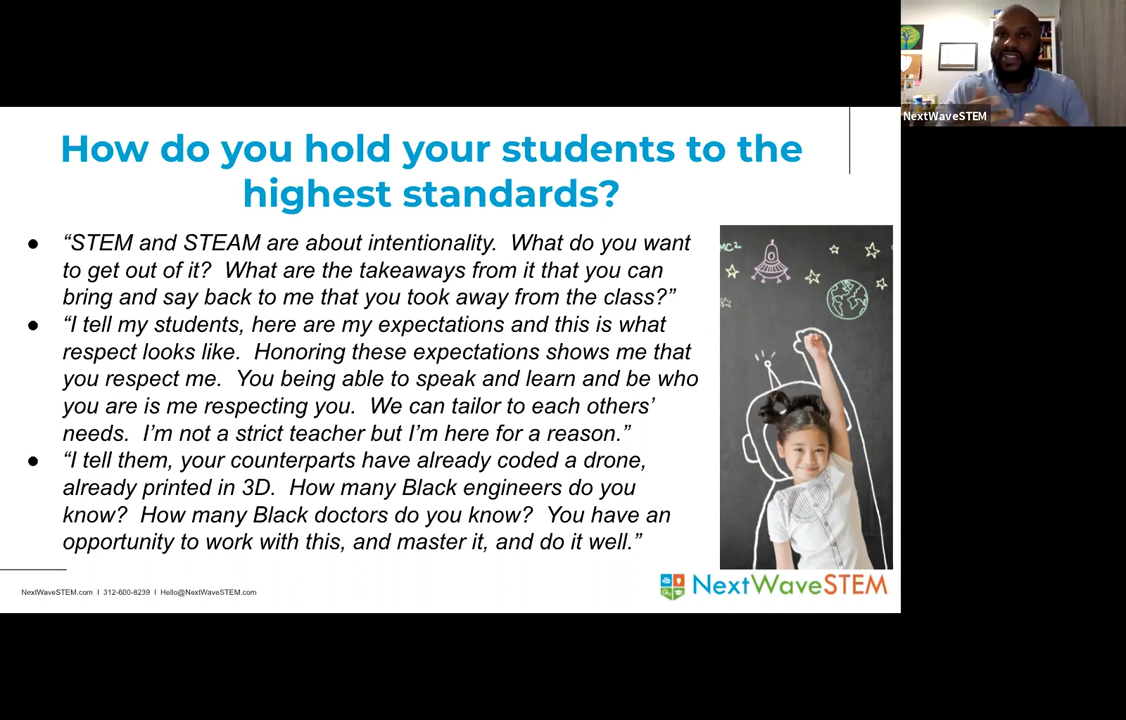 NextWaveSTEM
How do you hold your students to the
highest standards?
● “STEM and STEAM are about intentionality.  What do you want
to get out of it?  What are the takeaways from it that you can
bring and say back to me that you took away from the class?”
● “I tell my students, here are my expectations and this is what
respect looks like.  Honoring these expectations shows me that
you respect me.  You being able to speak and learn and be who
you are is me respecting you.  We can tailor to each others’
needs.  I’m not a strict teacher but I’m here for a reason.”
● “I tell them, your counterparts have already coded a drone,
already printed in 3D.  How many Black engineers do you
know?  How many Black doctors do you know?  You have an
opportunity to work with this, and master it, and do it well.”
MC2
NextWaveSTEM.com I 312-600-8239 I Hello@NextWaveSTEM.com
NextWaveSTEM